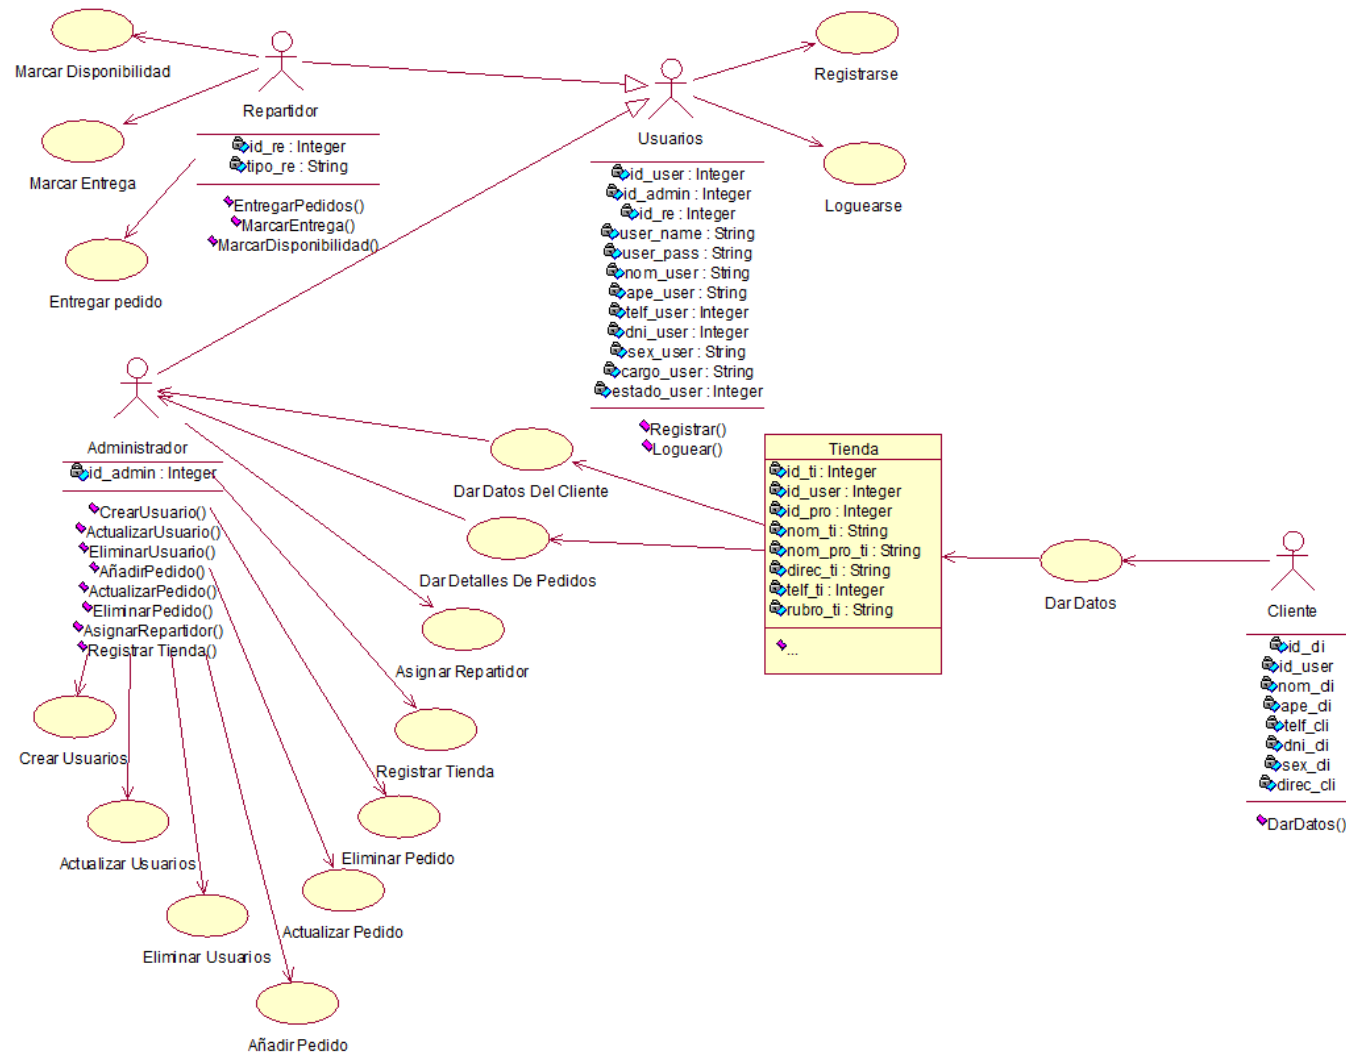 Marcar Disponibilidad
Repartidor
id_re : Integer
tipo_re : String
EntregarPedidos()
MarcarEntrega()
MarcarDisponibilidad()
Marcar Entrega
Entregar pedido
Usuarios
id_user : Integer
id_admin : Integer
id_re : Integer
user_name : String
user_pass : String
nom_user : String
ape_user : String
telf_user : Integer
dni_user : Integer
sex_user : String
cargo_user : String
estado_user : Integer
Registrar()
Loguear()
Registrarse
Loguearse
Administrador
id_admin : Integer
CrearUsuario()
ActualizarUsuario()
EliminarUsuario()
AñadirPedido()
ActualizarPedido()
EliminarPedido()
AsignarRepartidor()
Registrar Tienda()
Dar Datos Del Cliente
Dar Detalles De Pedidos
Asignar Repartidor
Registrar Tienda
Eliminar Pedido
Actualizar Pedido
Crear Usuarios
Actualizar Usuarios
Eliminar Usuarios
Añadir Pedido
Tienda
id_ti : Integer
id_user : Integer
id_pro : Integer
nom_ti : String
nom_pro_ti : String
direc_ti : String
telf_ti : Integer
rubro_ti : String
...
Dar Datos
Cliente
id_di
id_user
nom_di
ape_di
telf_cli
dni_di
sex_di
direc_cli
DarDatos()